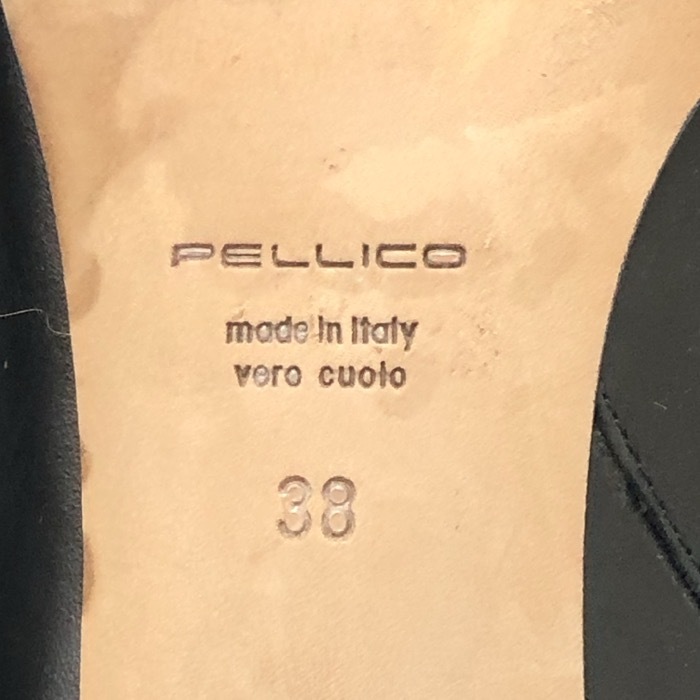 PELLICO
made in Italy
vero cuoio
38